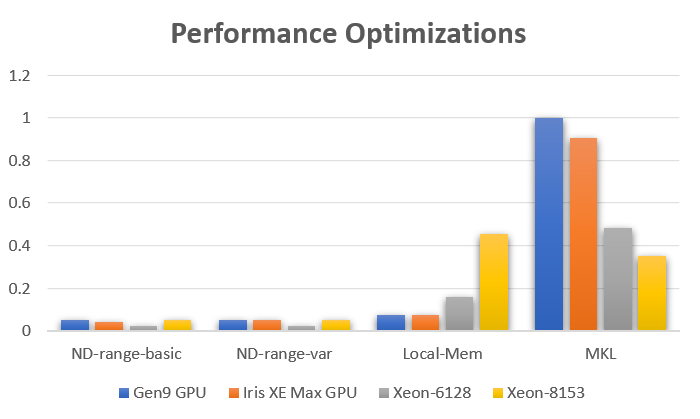 Performance Optimizations
1.2
1
0.8
0.6
0.4
0.2
0
ND-range-basic ND-range-var Local-Mem MKL
Gen9 GPU Iris XE Max GPU Xeon-6128 Xeon-8153